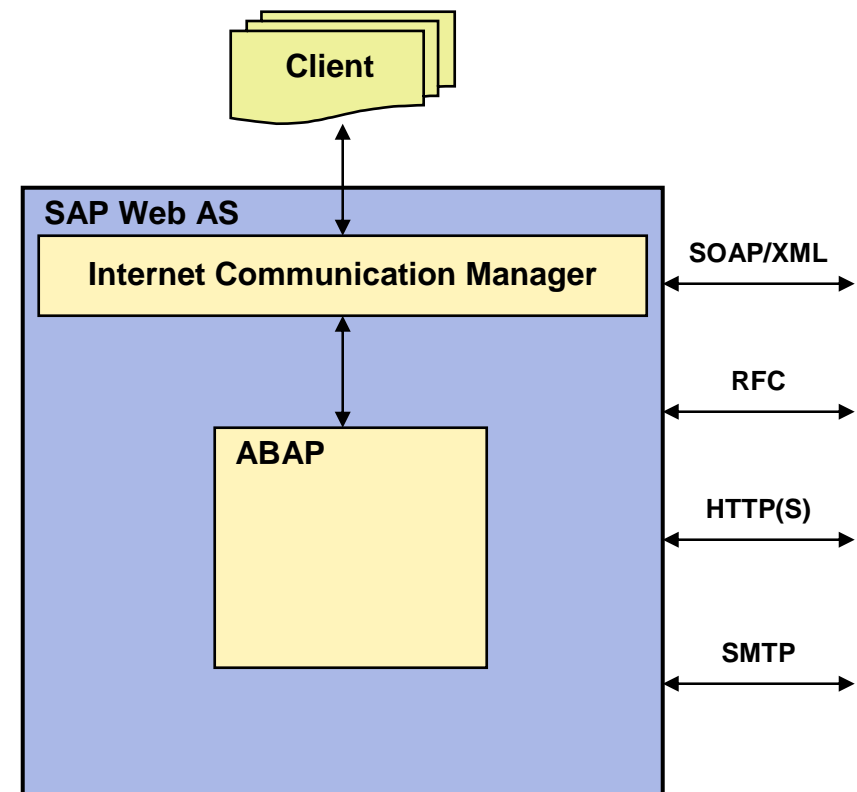 Client
SAP Web AS
Internet Communication Manager
SOAP/XML
RFC
ABAP
HTTP(S)
SMTP